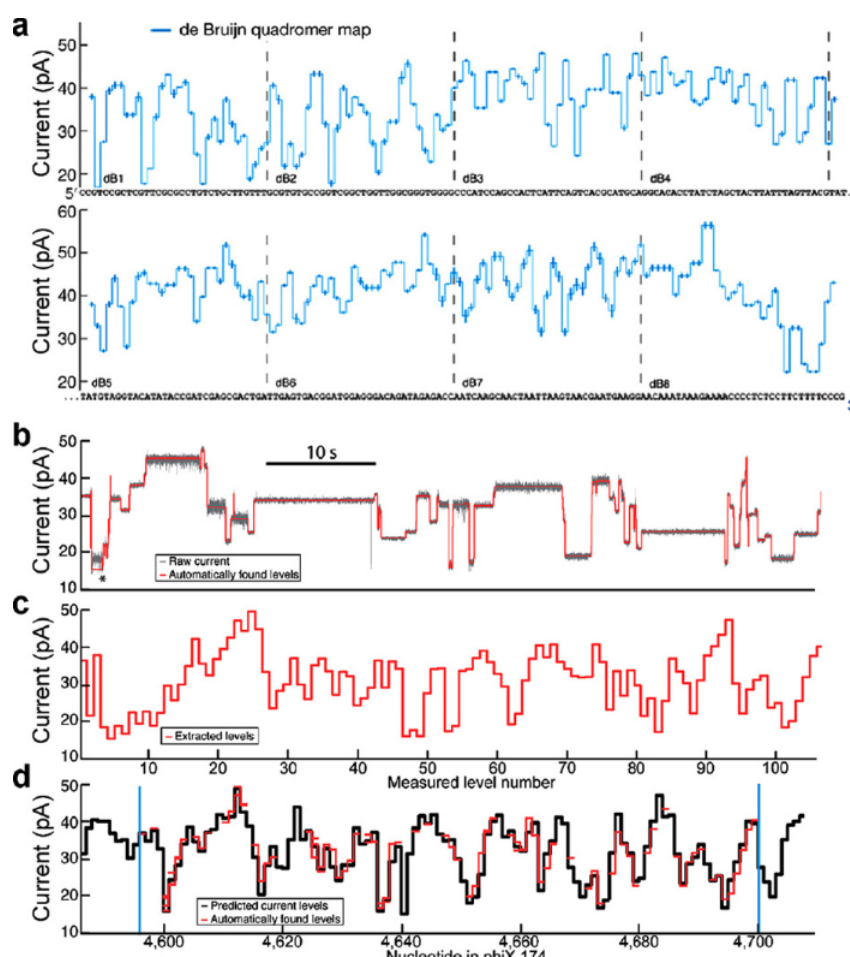 a
de Bruijn quadromer map
Current (pA)
50
40
30
20
dB1
dB2
dB3
dB4
5'
Current (pA)
60
50
40
30
20
dB5
dB6
dB7
dB8
b
Current (pA)
50
40
30
20
10
10 s
Raw current
Automatically found levels
*
c
Current (pA)
50
40
30
20
10
Extracted levels
10 20 30 40 50 60 70 80 90 100
Measured level number
d
Current (pA)
50
40
30
20
10
Predicted current levels
Automatically found levels
4,600 4,620 4,640 4,660 4,680 4,700
Nucleotide in phiX 174